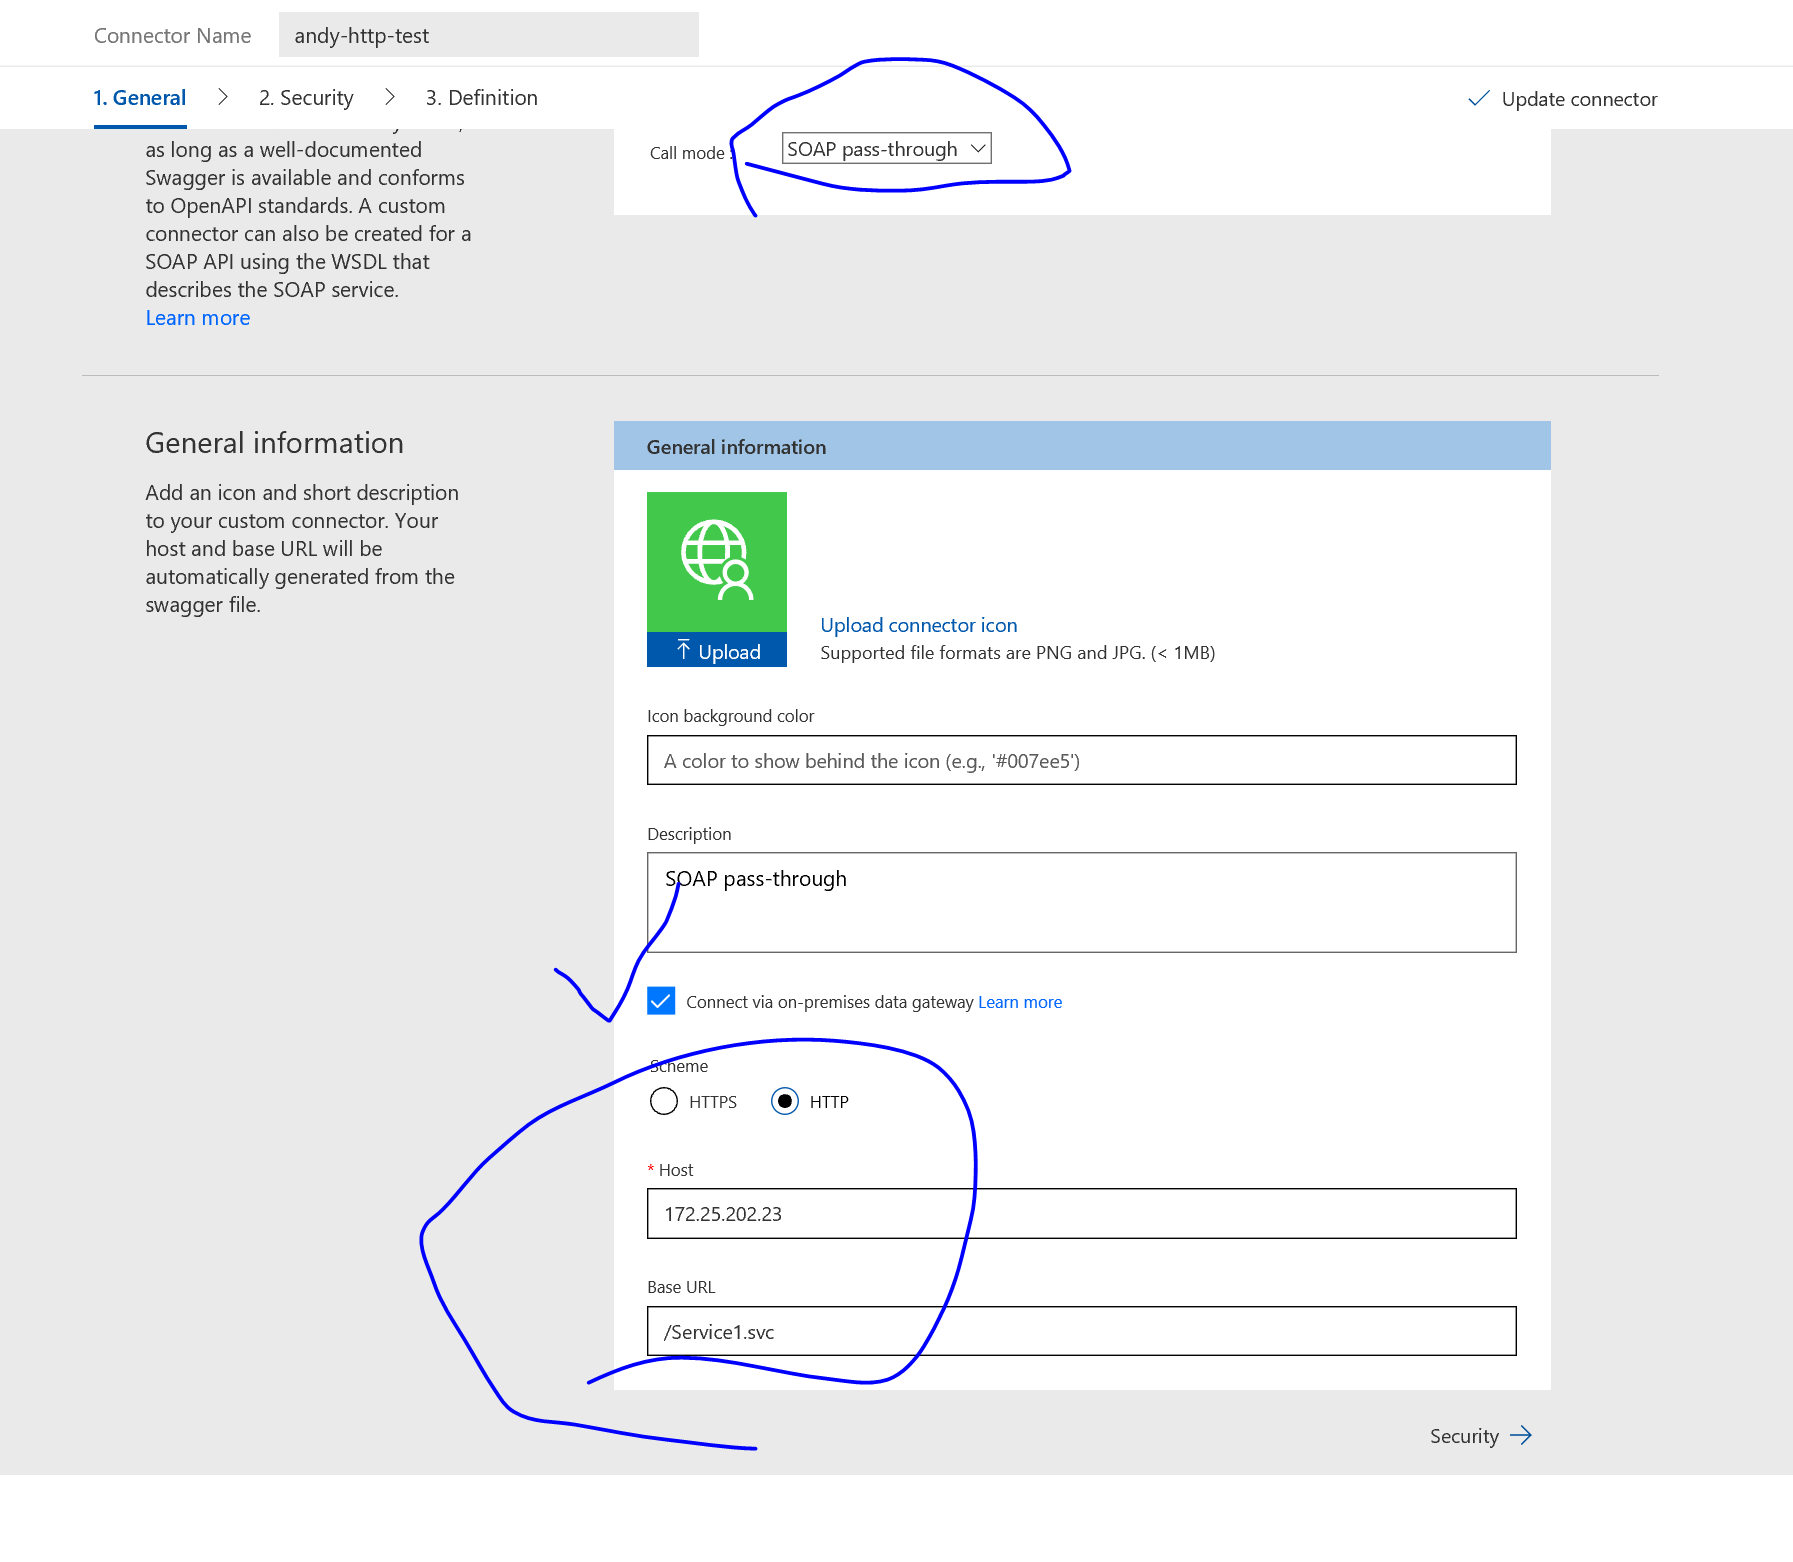 Connector Name
andy-http-test
1. General
2. Security
3. Definition
Update connector
as long as a well-documented
Swagger is available and conforms
to OpenAPI standards. A custom
connector can also be created for a
SOAP API using the WSDL that
describes the SOAP service.
Learn more
Call mode :
SOAP pass-through
General information
Add an icon and short description
to your custom connector. Your
host and base URL will be
automatically generated from the
swagger file.
General information
Upload
Upload connector icon
Supported file formats are PNG and JPG. (< 1MB)
Icon background color
A color to show behind the icon (e.g., '#007ee5')
Description
SOAP pass-through
Connect via on-premises data gateway Learn more
Scheme
HTTPS
HTTP
* Host
172.25.202.23
Base URL
/Service1.svc
Security